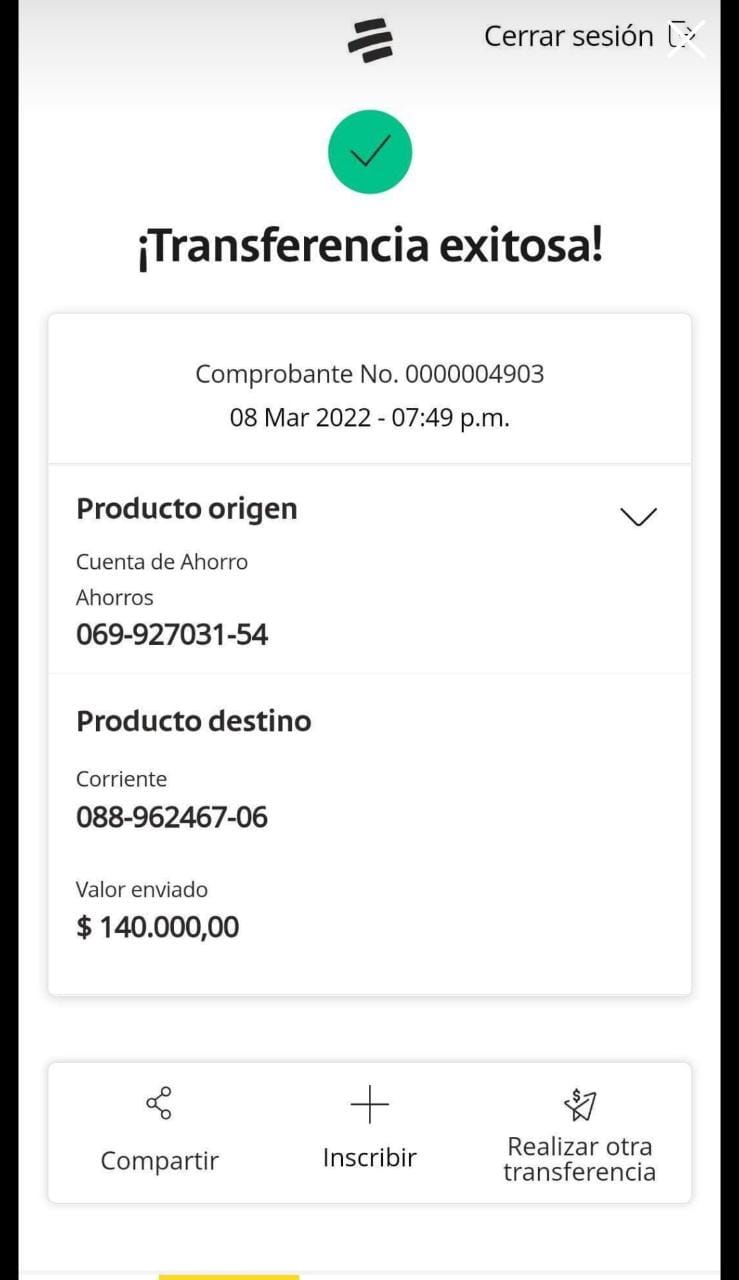 Cerrar sesión
¡Transferencia exitosa!
Comprobante No. 0000004903
08 Mar 2022 - 07:49 p.m.
Producto origen
Cuenta de Ahorro
Ahorros
069-927031-54
Producto destino
Corriente
088-962467-06
Valor enviado
$ 140.000,00
Compartir
Inscribir
Realizar otra
transferencia